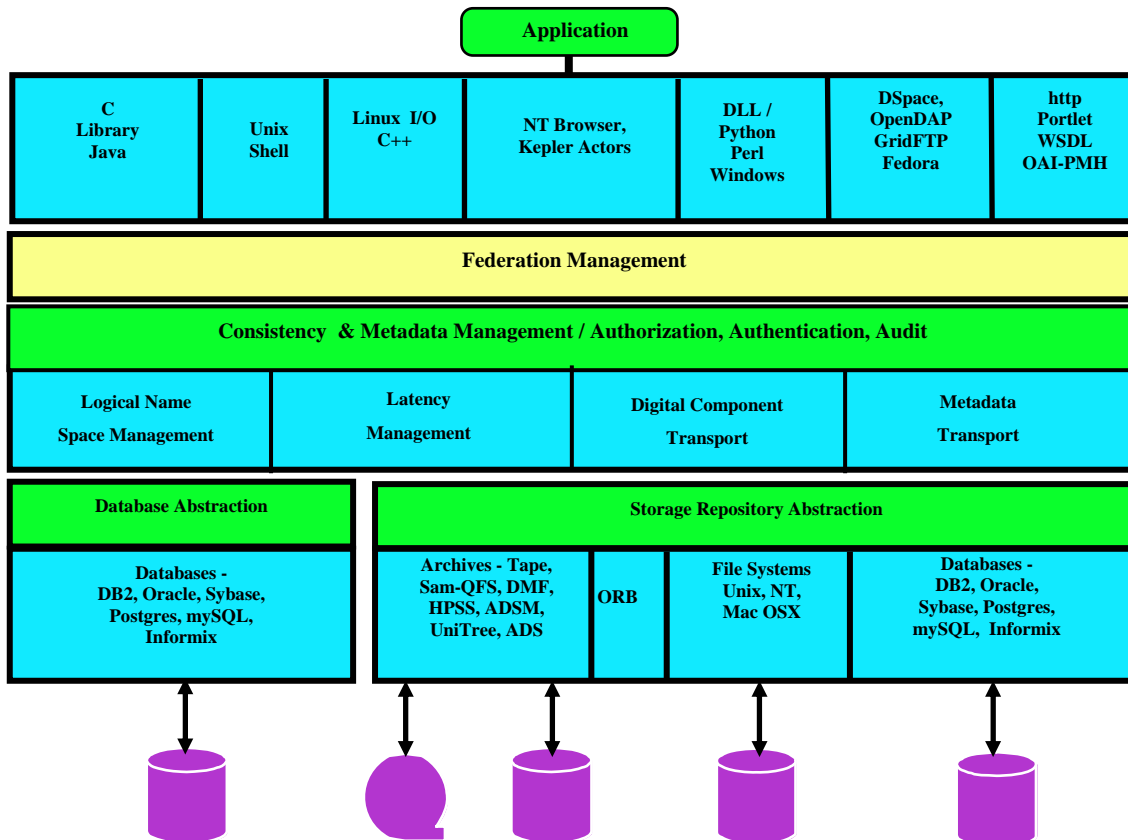 Application
C
Library
Java
Unix
Shell
Linux I/O
C++
NT Browser,
Kepler Actors
DLL /
Python
Perl
Windows
DSpace,
OpenDAP
GridFTP
Fedora
http
Portlet
WSDL
OAI-PMH
Federation Management
Consistency & Metadata Management / Authorization, Authentication, Audit
Logical Name
Space Management
Latency
Management
Digital Component
Transport
Metadata
Transport
Database Abstraction
Storage Repository Abstraction
Databases -
DB2, Oracle, Sybase,
Postgres, mySQL,
Informix
Archives - Tape,
Sam-QFS, DMF,
HPSS, ADSM,
UniTree, ADS
ORB
File Systems
Unix, NT,
Mac OSX
Databases -
DB2, Oracle,
Sybase, Postgres,
mySQL, Informix